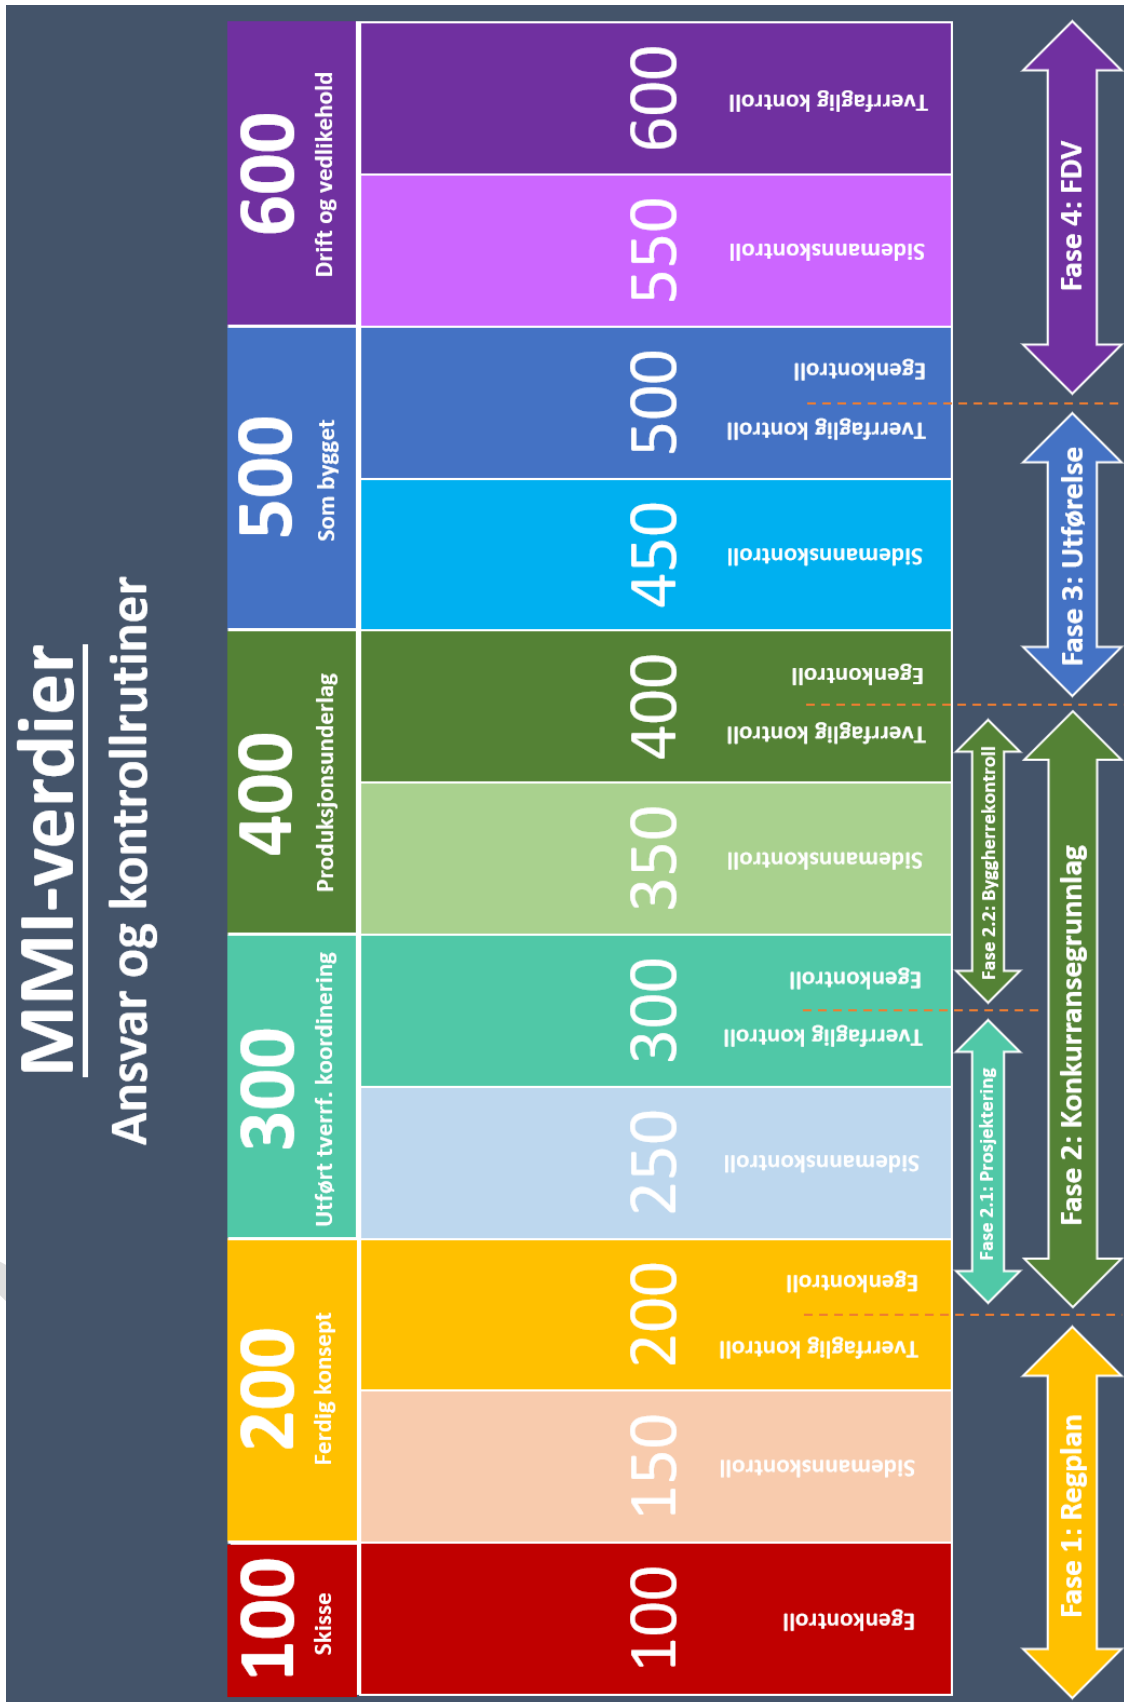 MMI-verdier
Ansvar og kontrollrutiner
100
Skisse
200
Ferdig konsept
300
Utført tverrf. koordinering
400
Produksjonsunderlag
500
Som bygget
600
Drift og vedlikehold
100
150
200
250
300
350
400
450
500
550
600
Egenkontroll
Sidemannskontroll
Tverrfaglig kontroll
Egenkontroll
Sidemannskontroll
Tverrfaglig kontroll
Egenkontroll
Sidemannskontroll
Tverrfaglig kontroll
Egenkontroll
Sidemannskontroll
Tverrfaglig kontroll
Egenkontroll
Sidemannskontroll
Tverrfaglig kontroll
Fase 2.1: Prosjektering
Fase 2.2: Byggherrekontroll
Fase 1: Regplan
Fase 2: Konkurransegrunnlag
Fase 3: Utførelse
Fase 4: FDV